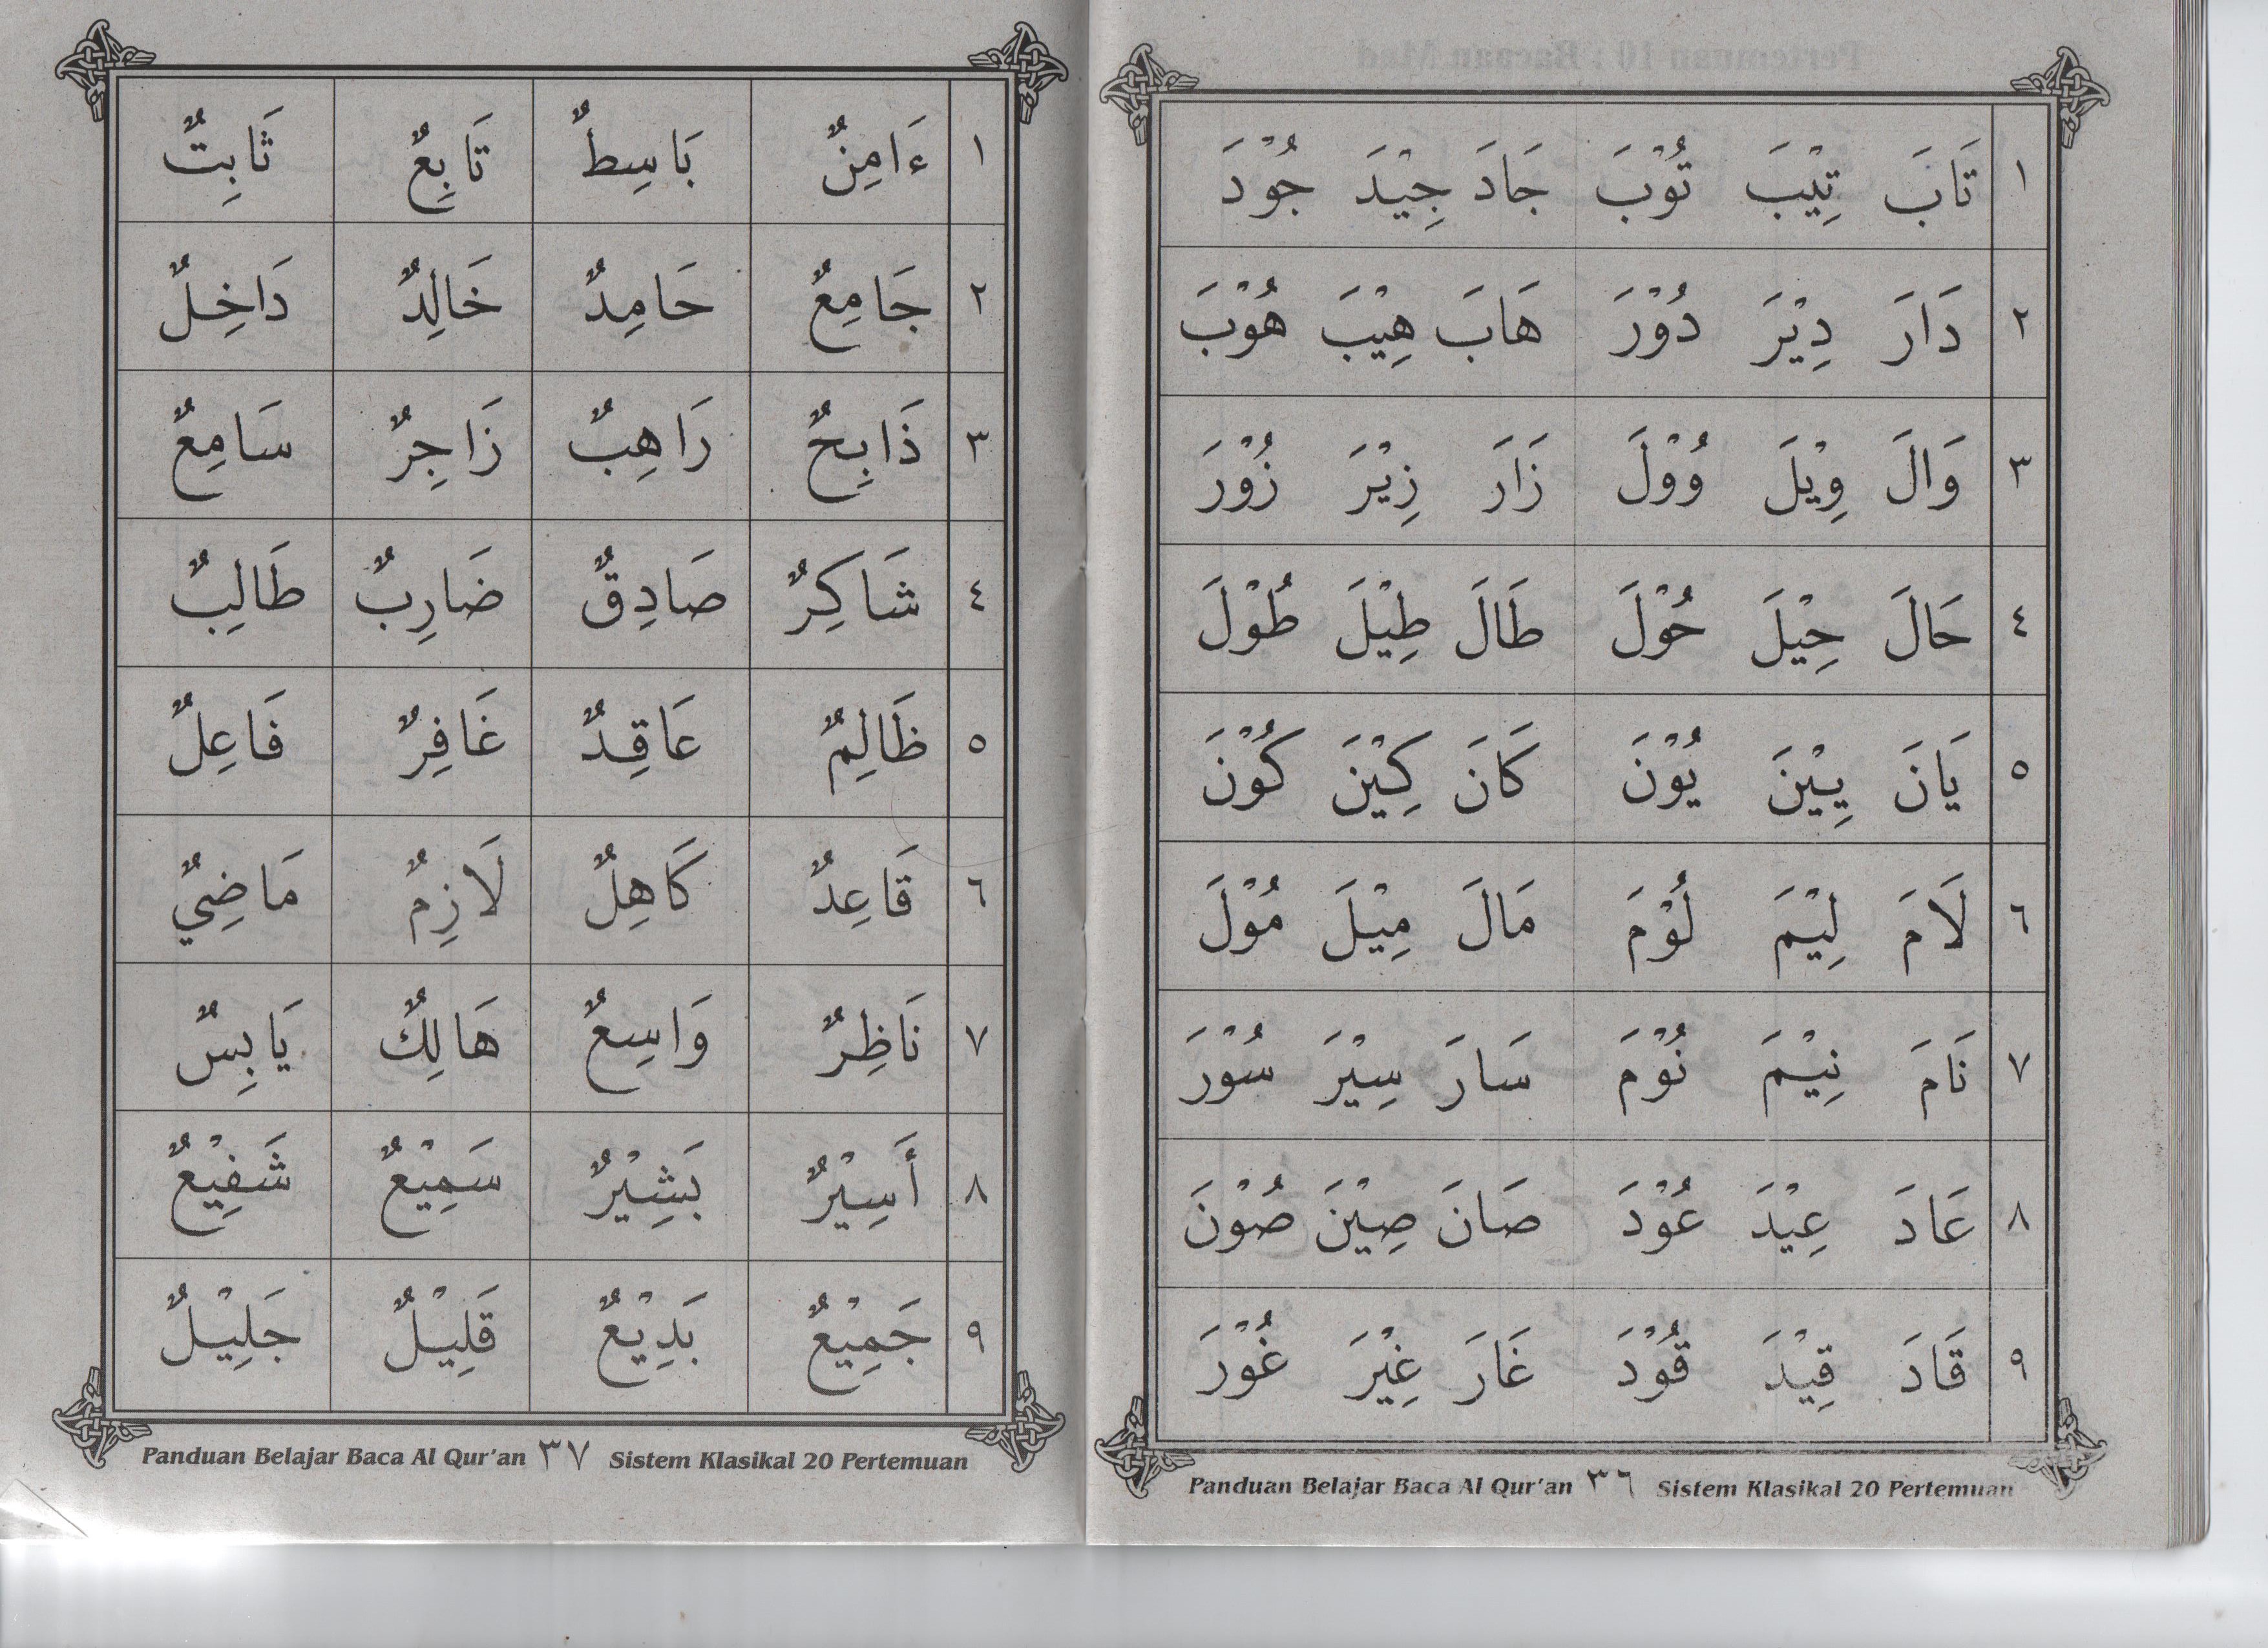 ١ تَابَ تِيْبَ تُوْبَ جَادَ جِيْدَ جُوْدَ
٢ دَارَ دِيْرَ دُوْرَ هَابَ هِيْبَ هُوْبَ
٣ وَالَ وِيْلَ وُوْلَ زَارَ زِيْرَ زُوْرَ
٤ حَالَ حِيْلَ حُوْلَ طَالَ طِيْلَ طُوْلَ
٥ يَانَ يِيْنَ يُوْنَ كَانَ كِيْنَ كُوْنَ
٦ لَامَ لِيْمَ لُوْمَ مَالَ مِيْلَ مُوْلَ
٧ نَامَ نِيْمَ نُوْمَ سَارَ سِيْرَ سُوْرَ
٨ عَادَ عِيْدَ عُوْدَ صَانَ صِيْنَ صُوْنَ
٩ قَادَ قِيْدَ قُوْدَ غَارَ غِيْرَ غُوْرَ
Panduan Belajar Baca Al Qur'an ٣٦ Sistem Klasikal 20 Pertemuan
١ ءَامِنٌ بَاسِطٌ تَابِعٌ ثَابِتٌ
٢ جَامِعٌ حَامِدٌ خَالِدٌ دَاخِلٌ
٣ ذَابِحٌ رَاهِبٌ زَاجِرٌ سَامِعٌ
٤ شَاكِرٌ صَادِقٌ ضَارِبٌ طَالِبٌ
٥ ظَالِمٌ عَاقِدٌ غَافِرٌ فَاعِلٌ
٦ قَاعِدٌ كَاهِلٌ لَازِمٌ مَاضِيٌ
٧ نَاظِرٌ وَاسِعٌ هَالِكٌ يَابِسٌ
٨ أَسِيْرٌ بَشِيْرٌ سَمِيْعٌ شَفِيْعٌ
٩ جَمِيْعٌ بَدِيْعٌ قَلِيْلٌ جَلِيْلٌ
Panduan Belajar Baca Al Qur'an ٣٧ Sistem Klasikal 20 Pertemuan